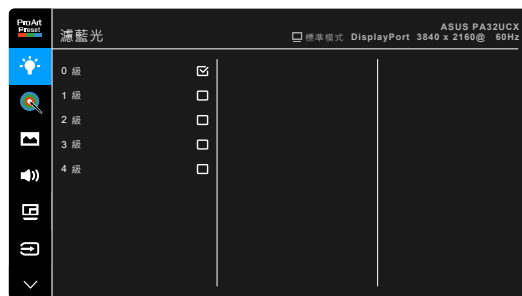 ProArt
Preset
濾藍光
ASUS PA32UCX
標準模式 DisplayPort 3840 x 2160@ 60Hz
0 級
1 級
2 級
3 級
4 級